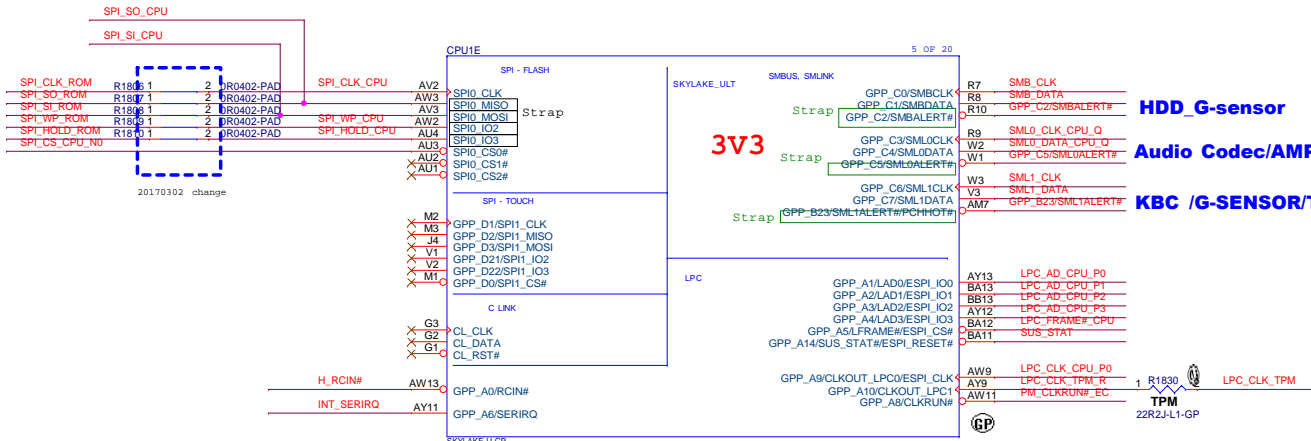 SPI_SO_CPU
SPI_SI_CPU
SPI_CLK_ROM R1806 1 2 0R0402-PAD SPI_CLK_CPU
SPI_SO_ROM R1807 1 2 0R0402-PAD
SPI_SI_ROM R1808 1 2 0R0402-PAD
SPI_WP_ROM R1809 1 2 0R0402-PAD SPI_WP_CPU
SPI_HOLD_ROM R1810 1 2 0R0402-PAD SPI_HOLD_CPU
SPI_CS_CPU_N0
20170302 change
CPU1E
5 OF 20
SPI - FLASH
SKYLAKE_ULT
SMBUS, SMLINK
AV2 SPI0_CLK
AW3 SPI0_MISO
AV3 SPI0_MOSI
AW2 SPI0_IO2
AU4 SPI0_IO3
AU3 SPI0_CS0#
AU2 SPI0_CS1#
AU1 SPI0_CS2#
Strap
3V3
GPP_C0/SMBCLK R7 SMB_CLK
GPP_C1/SMBDATA R8 SMB_DATA
Strap GPP_C2/SMBALERT# R10 GPP_C2/SMBALERT#
HDD_G-sensor
GPP_C3/SML0CLK R9 SML0_CLK_CPU_Q
GPP_C4/SML0DATA W2 SML0_DATA_CPU_Q
Strap GPP_C5/SML0ALERT# W1 GPP_C5/SML0ALERT#
Audio Codec/AMP
GPP_C6/SML1CLK W3 SML1_CLK
GPP_C7/SML1DATA V3 SML1_DATA
Strap GPP_B23/SML1ALERT#/PCHHOT# AM7 GPP_B23/SML1ALERT#
KBC /G-SENSOR/T
SPI - TOUCH
M2 GPP_D1/SPI1_CLK
M3 GPP_D2/SPI1_MISO
J4 GPP_D3/SPI1_MOSI
V1 GPP_D21/SPI1_IO2
V2 GPP_D22/SPI1_IO3
M1 GPP_D0/SPI1_CS#
LPC
GPP_A1/LAD0/ESPI_IO0 AY13 LPC_AD_CPU_P0
GPP_A2/LAD1/ESPI_IO1 BA13 LPC_AD_CPU_P1
GPP_A3/LAD2/ESPI_IO2 BB13 LPC_AD_CPU_P2
GPP_A4/LAD3/ESPI_IO3 AY12 LPC_AD_CPU_P3
GPP_A5/LFRAME#/ESPI_CS# BA12 LPC_FRAME#_CPU
GPP_A14/SUS_STAT#/ESPI_RESET# BA11 SUS_STAT
C LINK
G3 CL_CLK
G2 CL_DATA
G1 CL_RST#
H_RCIN# AW13 GPP_A0/RCIN#
INT_SERIRQ AY11 GPP_A6/SERIRQ
GPP_A9/CLKOUT_LPC0/ESPI_CLK AW9 LPC_CLK_CPU_P0
GPP_A10/CLKOUT_LPC1 AY9 LPC_CLK_TPM_R
GPP_A8/CLKRUN# AW11 PM_CLKRUN#_EC
1 R1830 LPC_CLK_TPM
TPM
22R2J-L1-GP
GP